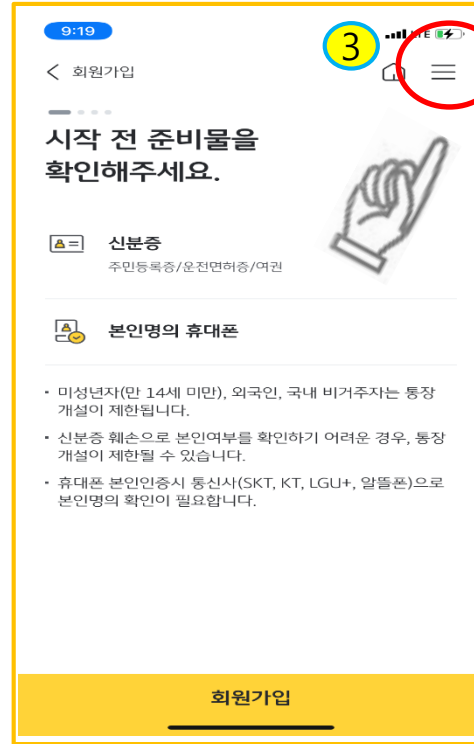 9:19
3
LTE
회원가입
시작 전 준비물을
확인해주세요.
신분증
주민등록증/운전면허증/여권
본인명의 휴대폰
• 미성년자(만 14세 미만), 외국인, 국내 비거주자는 통장
개설이 제한됩니다.
• 신분증 훼손으로 본인여부를 확인하기 어려운 경우, 통장
개설이 제한될 수 있습니다.
• 휴대폰 본인인증시 통신사(SKT, KT, LGU+, 알뜰폰)으로
본인명의 확인이 필요합니다.
회원가입